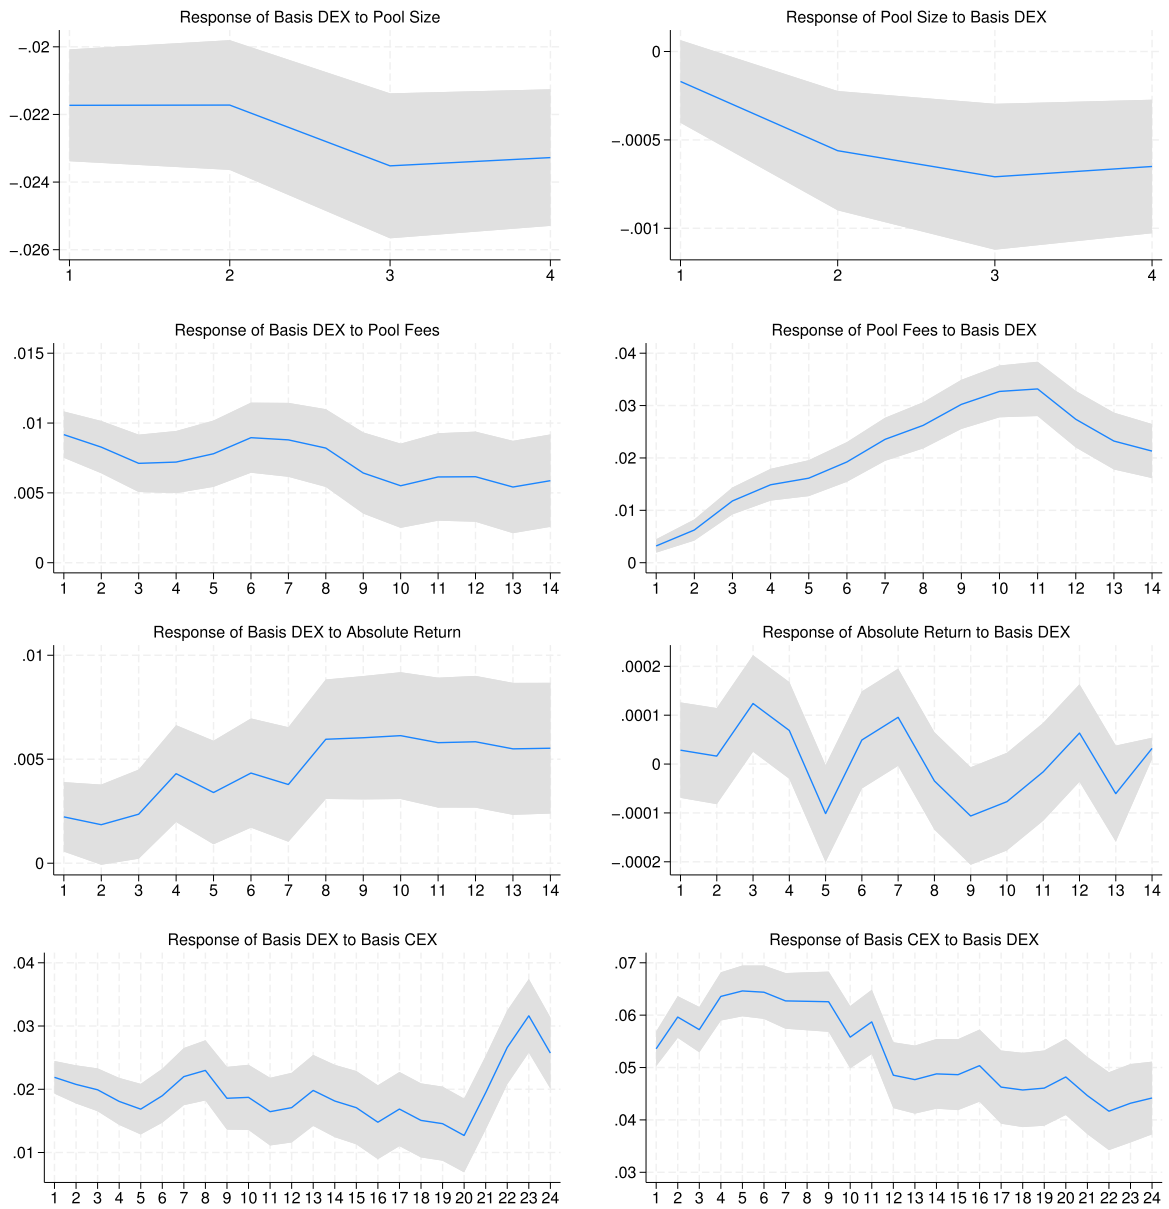 Response of Basis DEX to Pool Size
−.02
−.022
−.024
−.026
1 2 3 4
Response of Pool Size to Basis DEX
0
−.0005
−.001
1 2 3 4
Response of Basis DEX to Pool Fees
.015
.01
.005
0
1 2 3 4 5 6 7 8 9 10 11 12 13 14
Response of Pool Fees to Basis DEX
.04
.03
.02
.01
0
1 2 3 4 5 6 7 8 9 10 11 12 13 14
Response of Basis DEX to Absolute Return
.01
.005
0
1 2 3 4 5 6 7 8 9 10 11 12 13 14
Response of Absolute Return to Basis DEX
.0002
.0001
0
−.0001
−.0002
1 2 3 4 5 6 7 8 9 10 11 12 13 14
Response of Basis DEX to Basis CEX
.04
.03
.02
.01
1 2 3 4 5 6 7 8 9 10 11 12 13 14 15 16 17 18 19 20 21 22 23 24
Response of Basis CEX to Basis DEX
.07
.06
.05
.04
.03
1 2 3 4 5 6 7 8 9 10 11 12 13 14 15 16 17 18 19 20 21 22 23 24